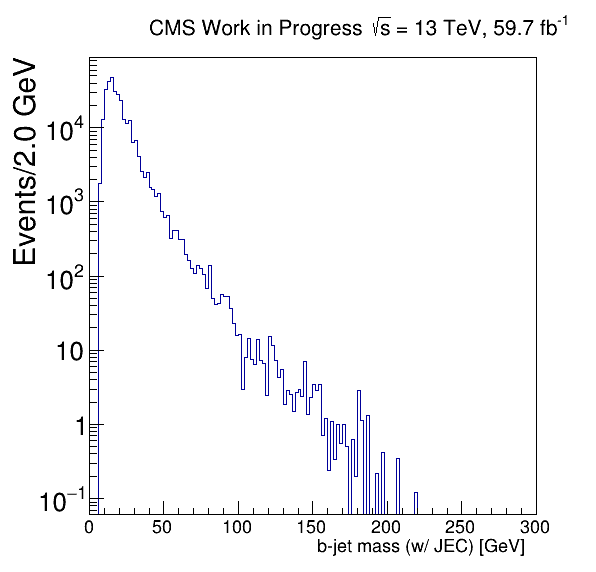 CMS Work in Progress √s = 13 TeV, 59.7 fb⁻¹
Events/2.0 GeV
10⁴
10³
10²
10
1
10⁻¹
0 50 100 150 200 250 300
b-jet mass (w/ JEC) [GeV]